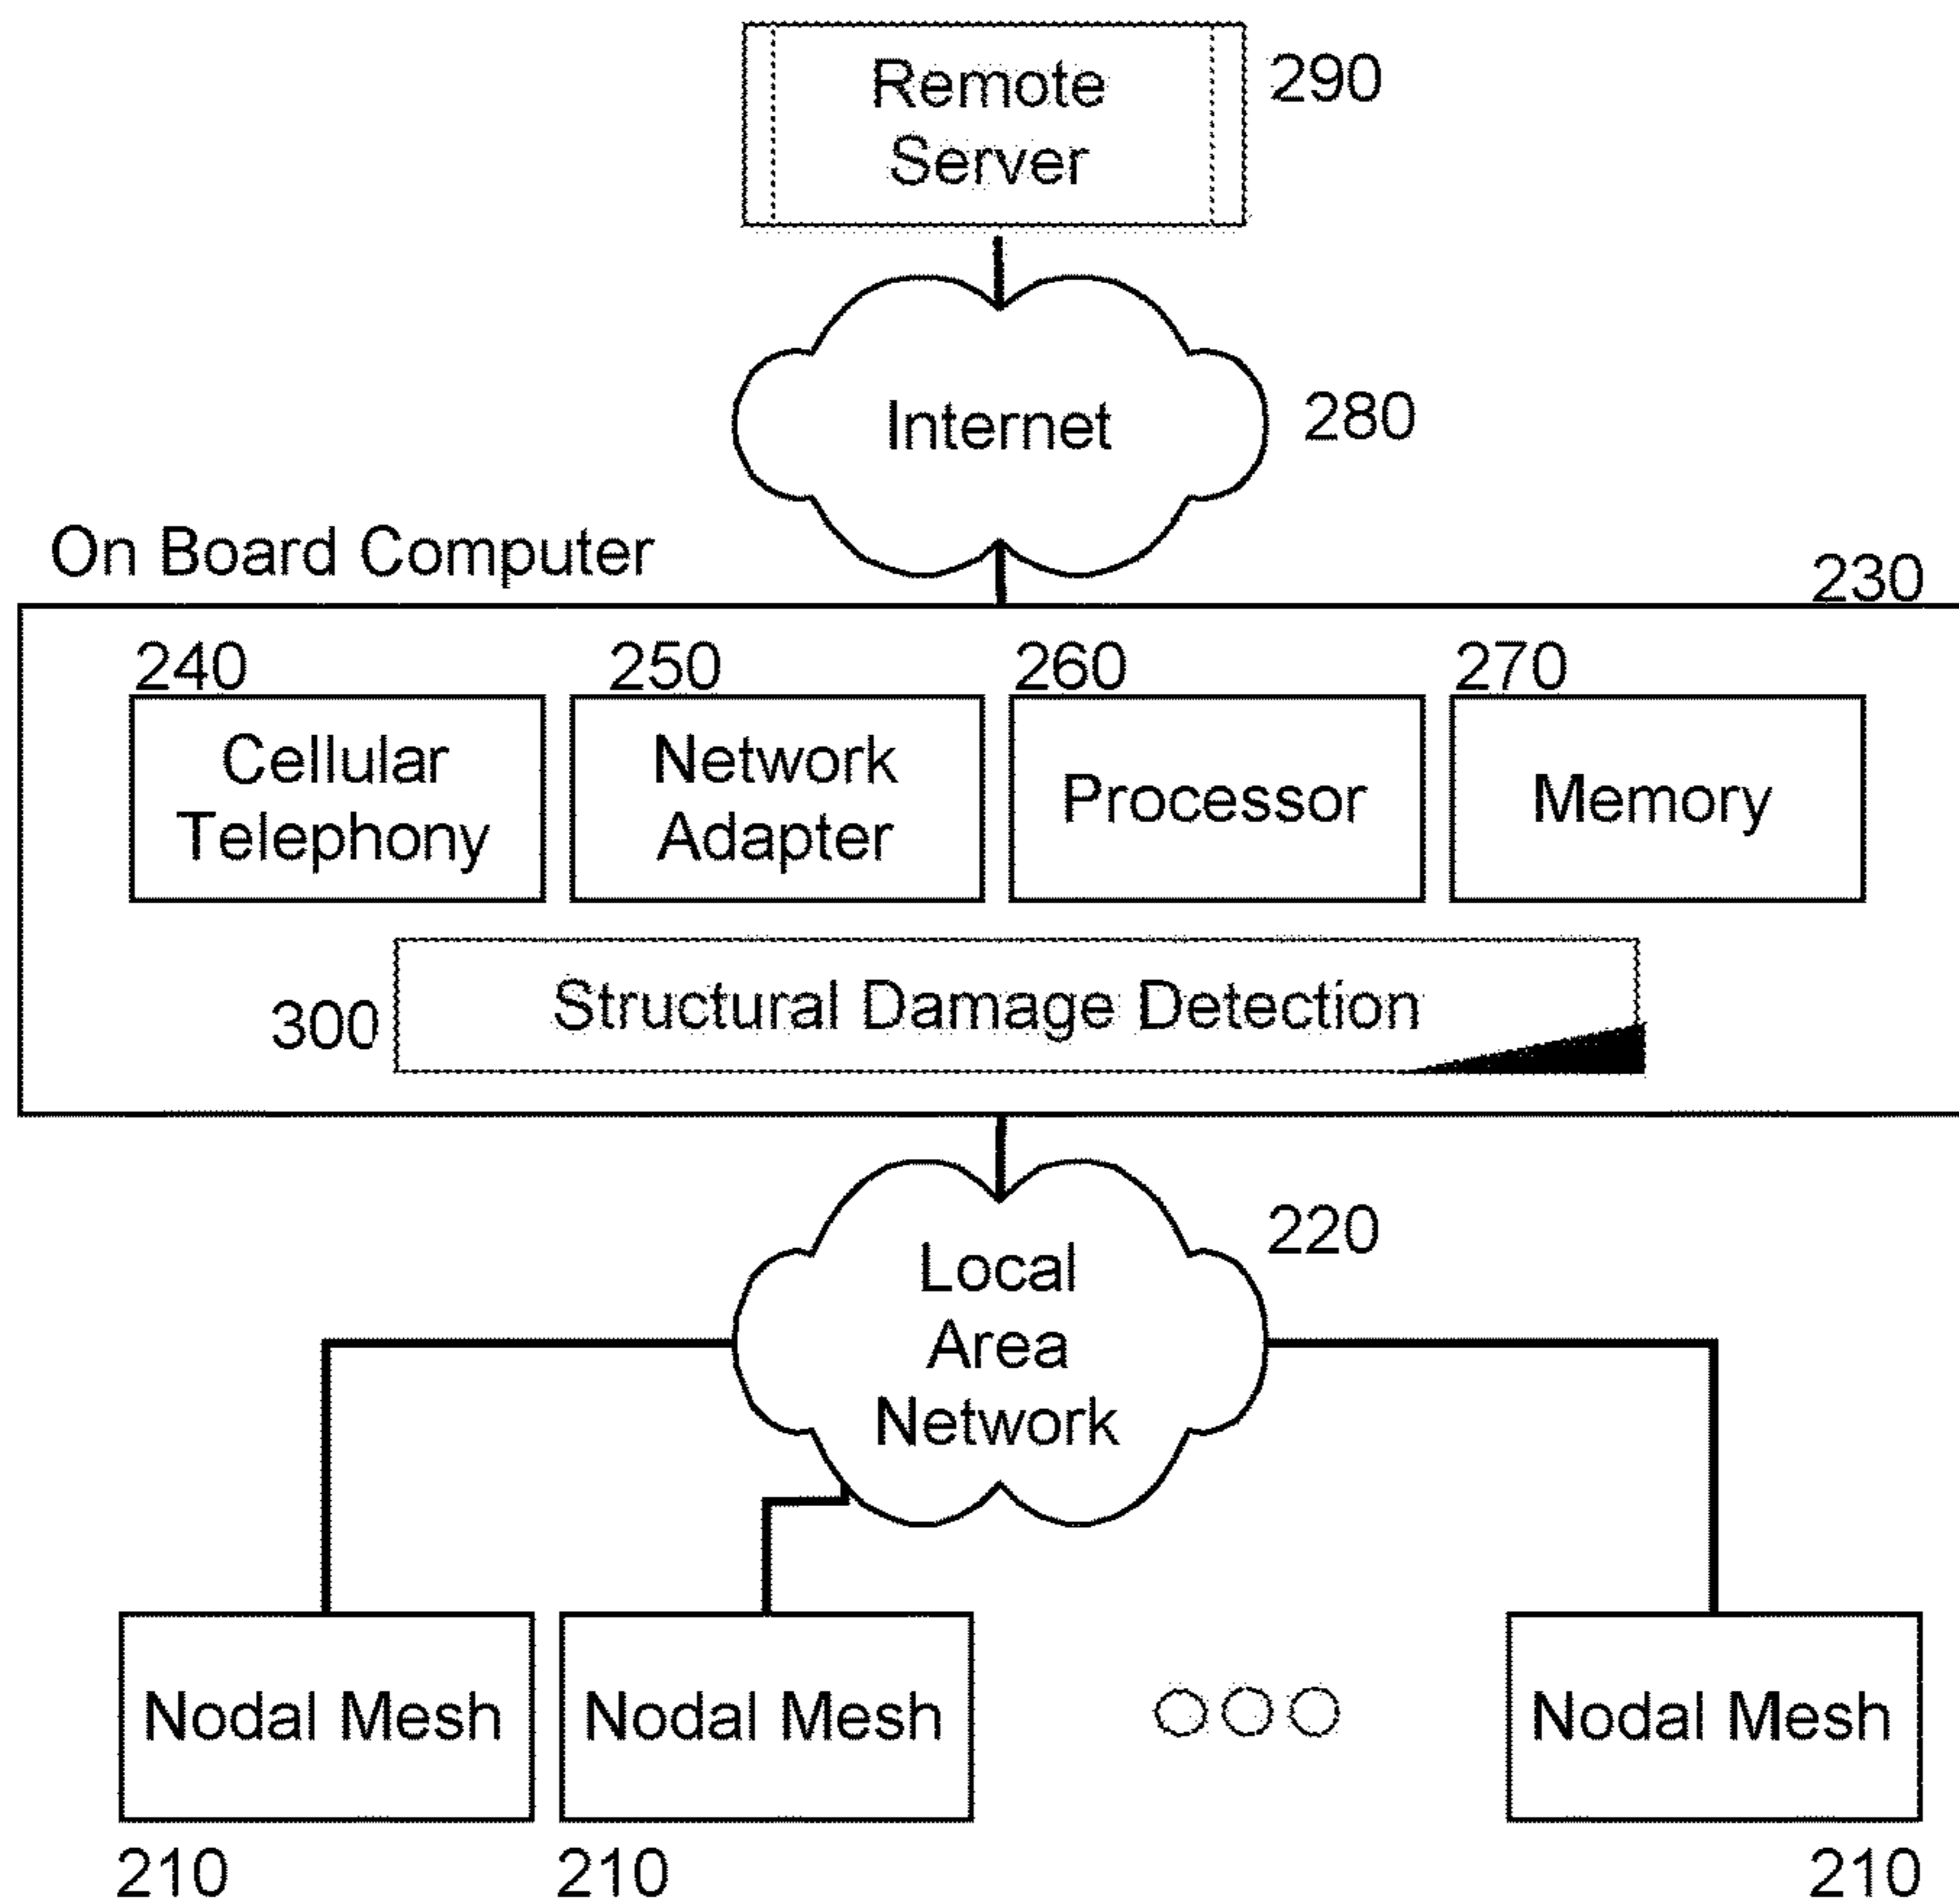 Remote
Server
290
Internet
280
On Board Computer
230
240
250
260
270
Cellular
Telephony
Network
Adapter
Processor
Memory
300
Structural Damage Detection
220
Local
Area
Network
Nodal Mesh
Nodal Mesh
Nodal Mesh
210
210
210